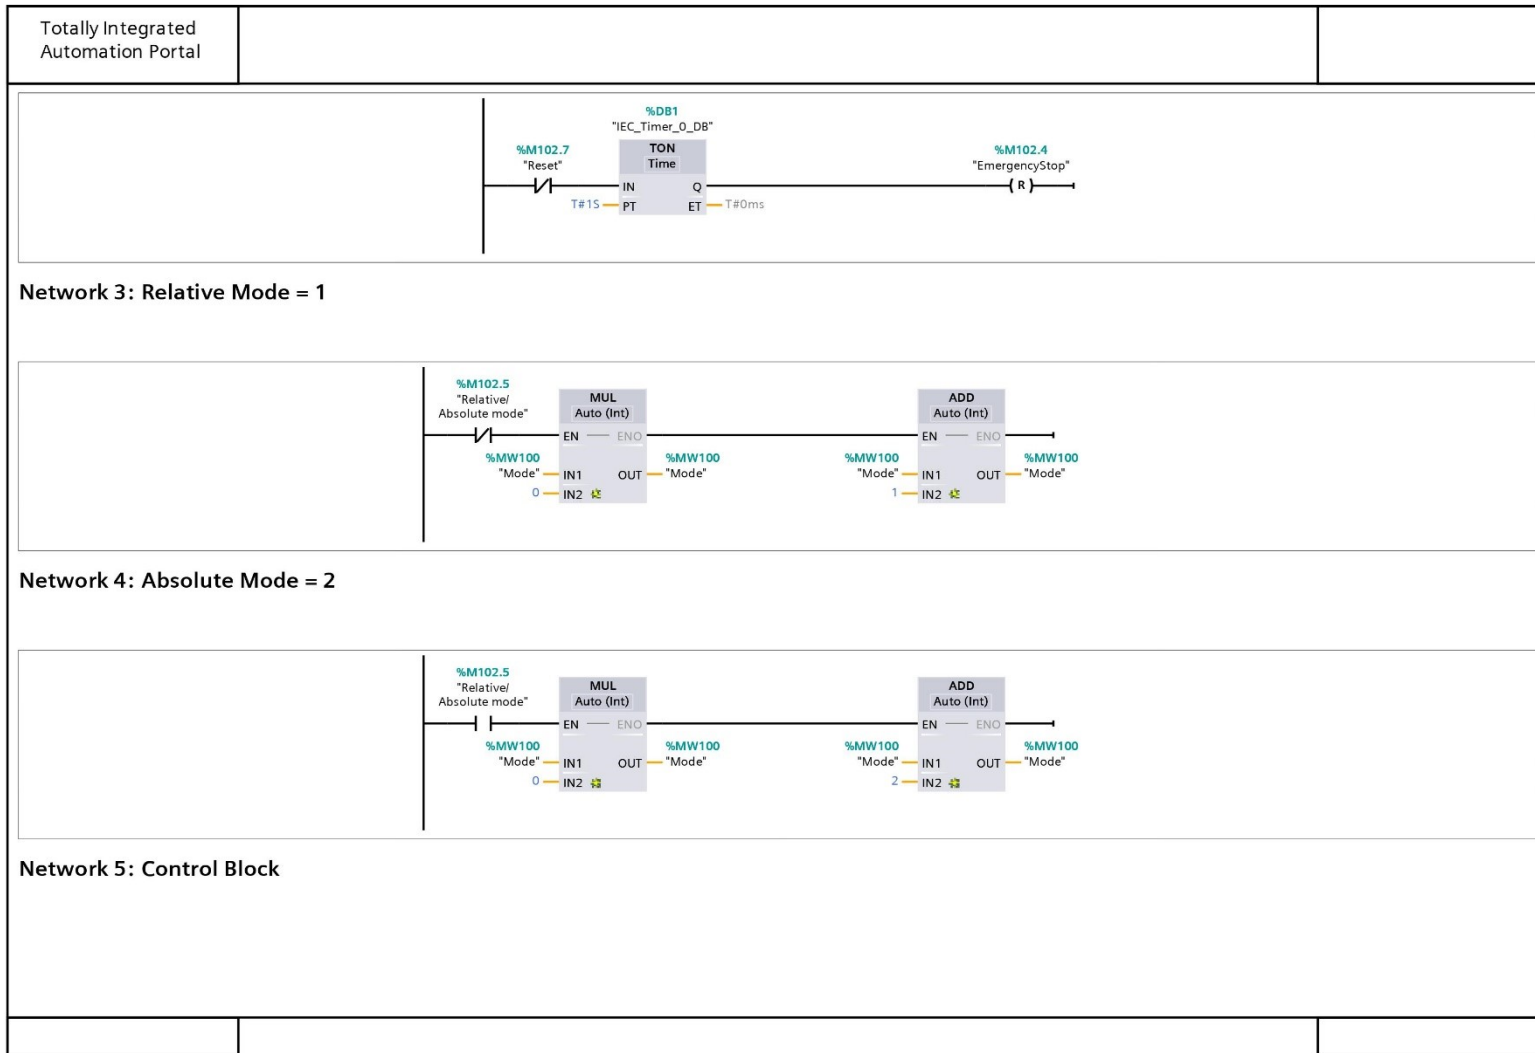 Totally Integrated
Automation Portal
%DB1
"IEC_Timer_0_DB"
%M102.7
"Reset"
TON
Time
%M102.4
"EmergencyStop"
IN Q
R
T#1S PT ET T#0ms
Network 3: Relative Mode = 1
%M102.5
"Relative/
Absolute mode"
MUL
Auto (Int)
ADD
Auto (Int)
EN ENO EN ENO
%MW100 %MW100 %MW100 %MW100
"Mode" IN1 OUT "Mode" "Mode" IN1 OUT "Mode"
0 IN2 1 IN2
Network 4: Absolute Mode = 2
%M102.5
"Relative/
Absolute mode"
MUL
Auto (Int)
ADD
Auto (Int)
EN ENO EN ENO
%MW100 %MW100 %MW100 %MW100
"Mode" IN1 OUT "Mode" "Mode" IN1 OUT "Mode"
0 IN2 2 IN2
Network 5: Control Block